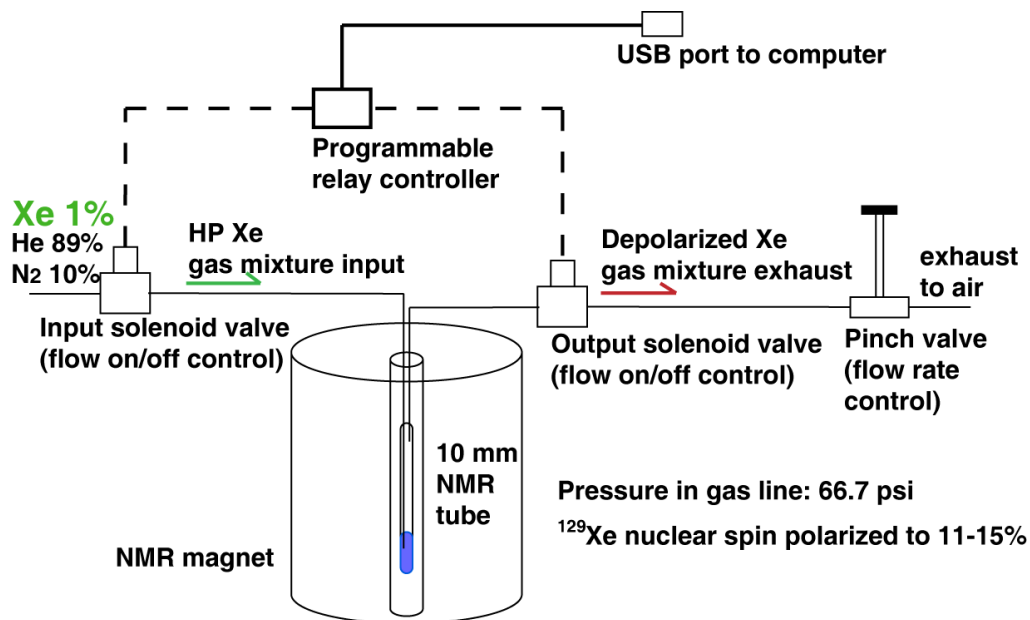 USB port to computer
Programmable
relay controller
Xe 1%
He 89%
N2 10%
HP Xe
gas mixture input
Depolarized Xe
gas mixture exhaust
exhaust
to air
Input solenoid valve
(flow on/off control)
Output solenoid valve
(flow on/off control)
Pinch valve
(flow rate
control)
10 mm
NMR
tube
NMR magnet
Pressure in gas line: 66.7 psi
¹²⁹Xe nuclear spin polarized to 11-15%